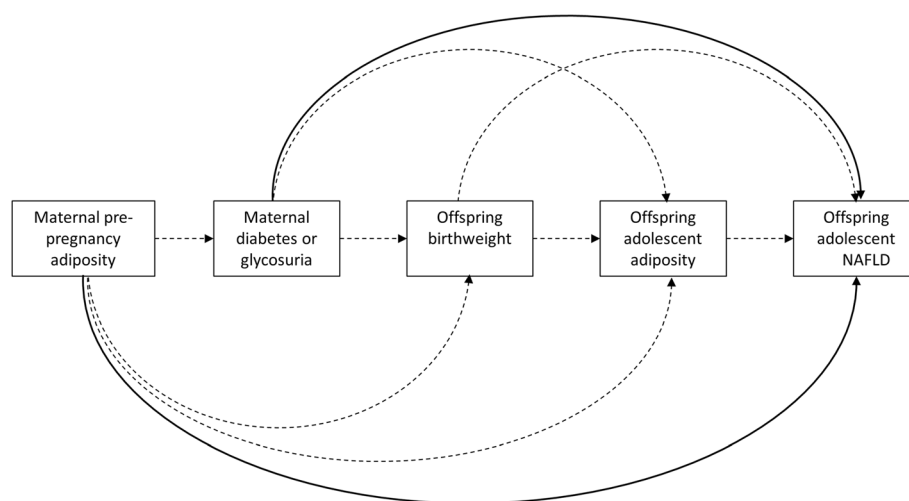 Maternal pre-
pregnancy
adiposity
Maternal
diabetes or
glycosuria
Offspring
birthweight
Offspring
adolescent
adiposity
Offspring
adolescent
NAFLD